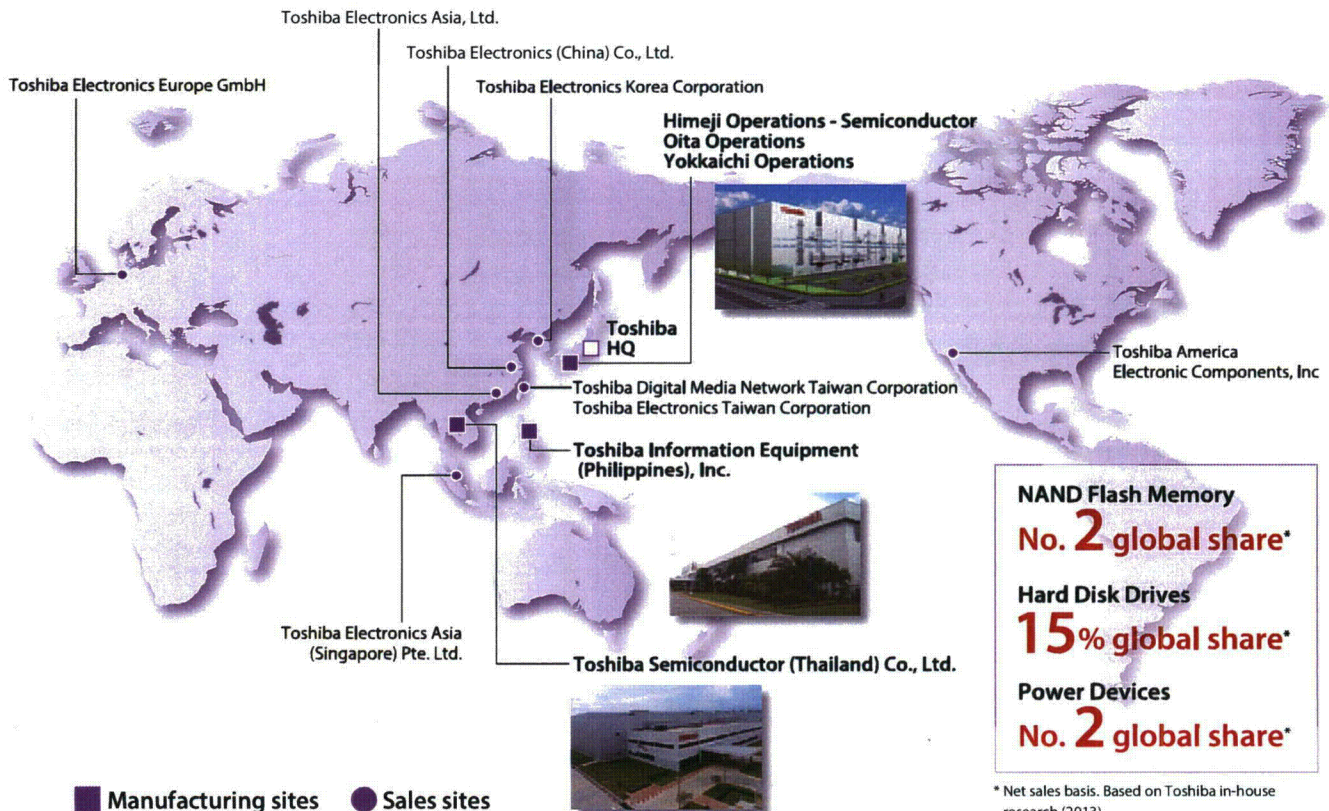 Toshiba Electronics Asia, Ltd.
Toshiba Electronics (China) Co., Ltd.
Toshiba Electronics Europe GmbH
Toshiba Electronics Korea Corporation
Himeji Operations - Semiconductor
Oita Operations
Yokkaichi Operations
Toshiba
HQ
Toshiba America
Electronic Components, Inc
Toshiba Digital Media Network Taiwan Corporation
Toshiba Electronics Taiwan Corporation
Toshiba Information Equipment
(Philippines), Inc.
NAND Flash Memory
No. 2 global share*
Hard Disk Drives
15% global share*
Power Devices
No. 2 global share*
Toshiba Electronics Asia
(Singapore) Pte. Ltd.
Toshiba Semiconductor (Thailand) Co., Ltd.
Manufacturing sites
Sales sites
* Net sales basis. Based on Toshiba in-house
research (2013)